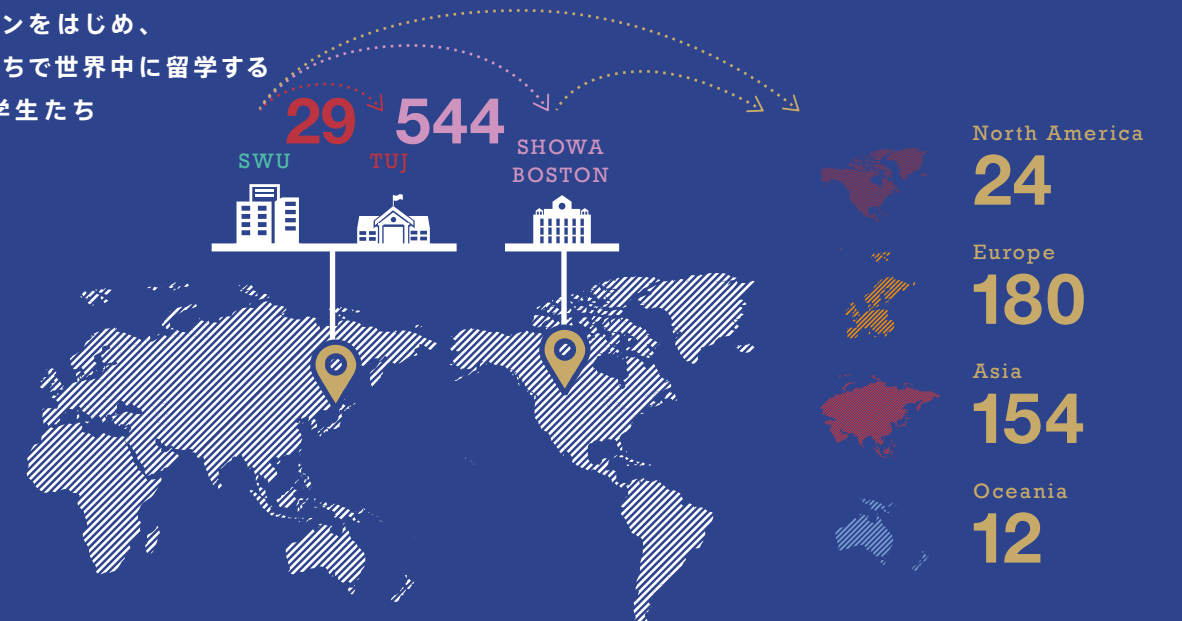 ンをはじめ、
ちで世界中に留学する
学生たち
29
544
SWU
TUJ
SHOWA
BOSTON
North America
24
Europe
180
Asia
154
Oceania
12